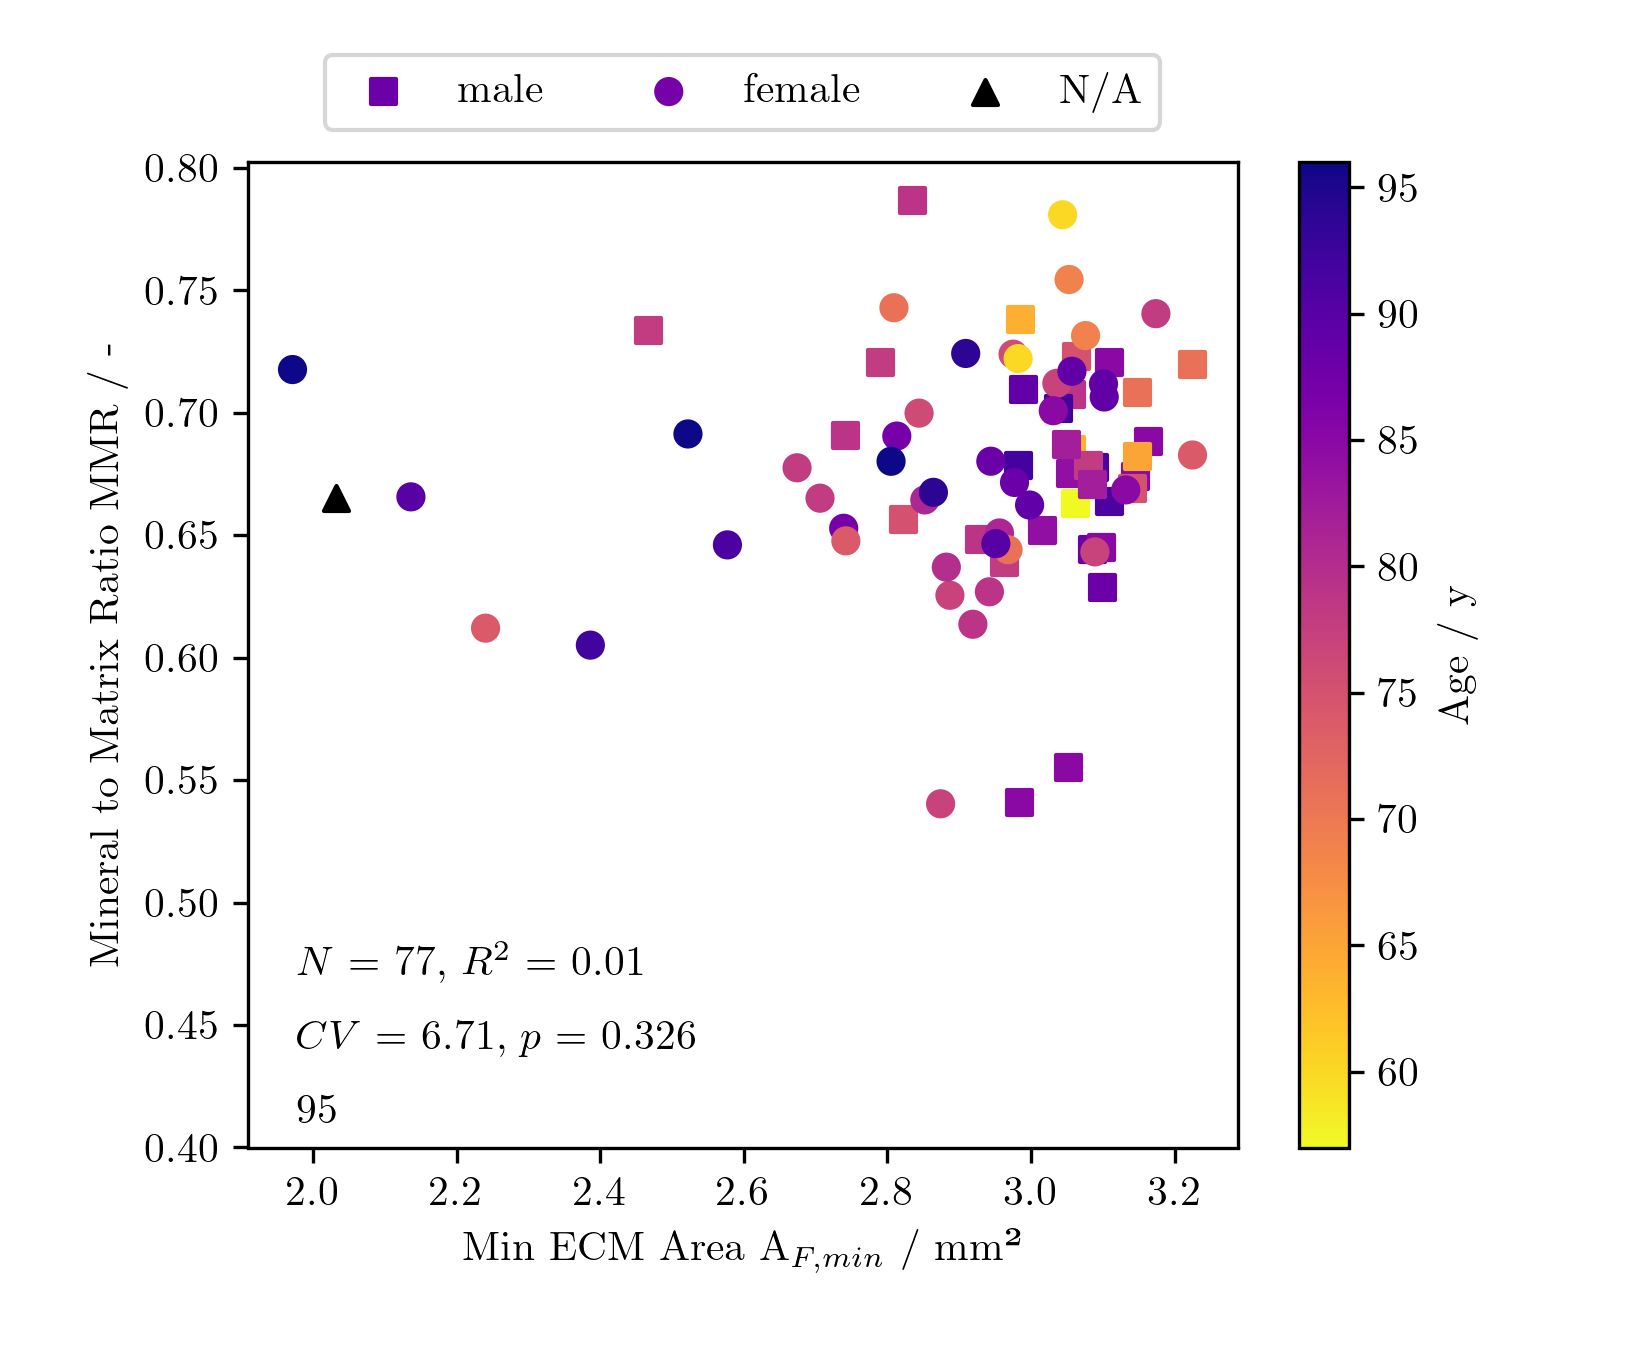 male female N/A
0.80
0.75
0.70
0.65
0.60
0.55
0.50
0.45
0.40
Mineral to Matrix Ratio MMR / -
N = 77, R² = 0.01
CV = 6.71, p = 0.326
95
2.0 2.2 2.4 2.6 2.8 3.0 3.2
Min ECM Area A_{F,min} / mm²
95
90
85
80
75
70
65
60
Age / y